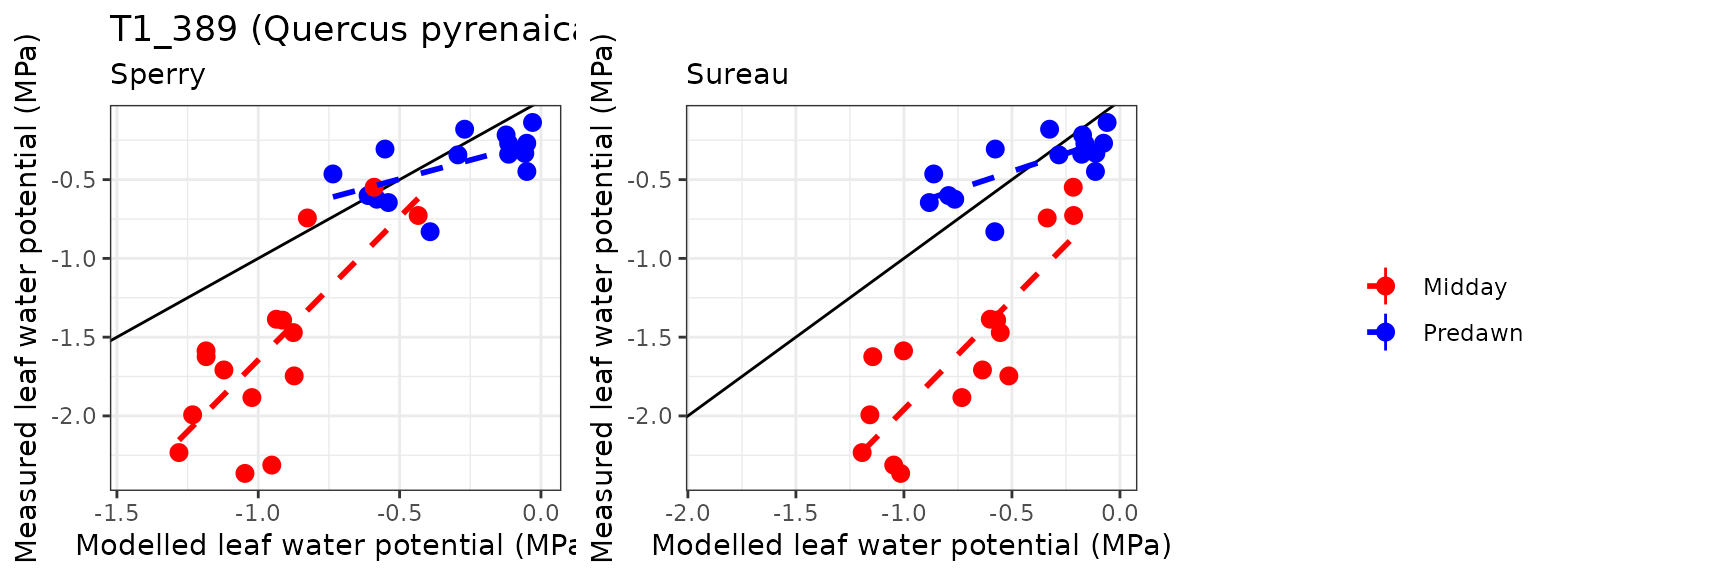 T1_389 (Quercus pyrenaica
Sperry
Measured leaf water potential (MPa)
-0.5
-1.0
-1.5
-2.0
-1.5 -1.0 -0.5 0.0
Modelled leaf water potential (MPa
Sureau
Measured leaf water potential (MPa)
-0.5
-1.0
-1.5
-2.0
-2.0 -1.5 -1.0 -0.5 0.0
Modelled leaf water potential (MPa)
Midday
Predawn